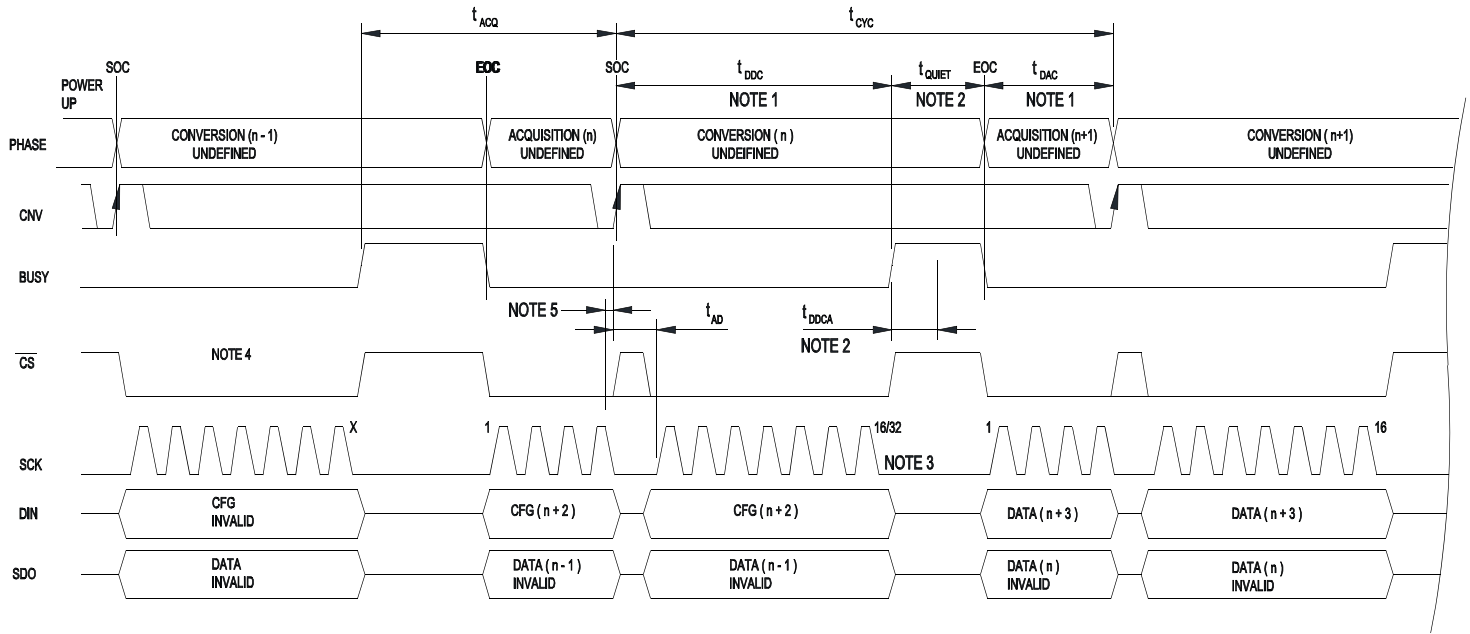 t ACQ
t CYC
SOC
EOC
SOC
t DDC
t QUIET
EOC
t DAC
POWER
UP
NOTE 1
NOTE 2
NOTE 1
PHASE
CONVERSION (n - 1)
UNDEFINED
ACQUISITION (n)
UNDEFINED
CONVERSION ( n )
UNDEIFINED
ACQUISITION (n+1)
UNDEFINED
CONVERSION ( n+1)
UNDEFINED
CNV
BUSY
NOTE 5
t AD
t DDCA
NOTE 2
CS
NOTE 4
SCK
X
1
16/32
NOTE 3
1
16
DIN
CFG
INVALID
CFG ( n + 2 )
CFG ( n + 2 )
DATA ( n + 3 )
DATA ( n + 3 )
SDO
DATA
INVALID
DATA ( n - 1 )
INVALID
DATA ( n - 1 )
INVALID
DATA ( n )
INVALID
DATA ( n )
INVALID